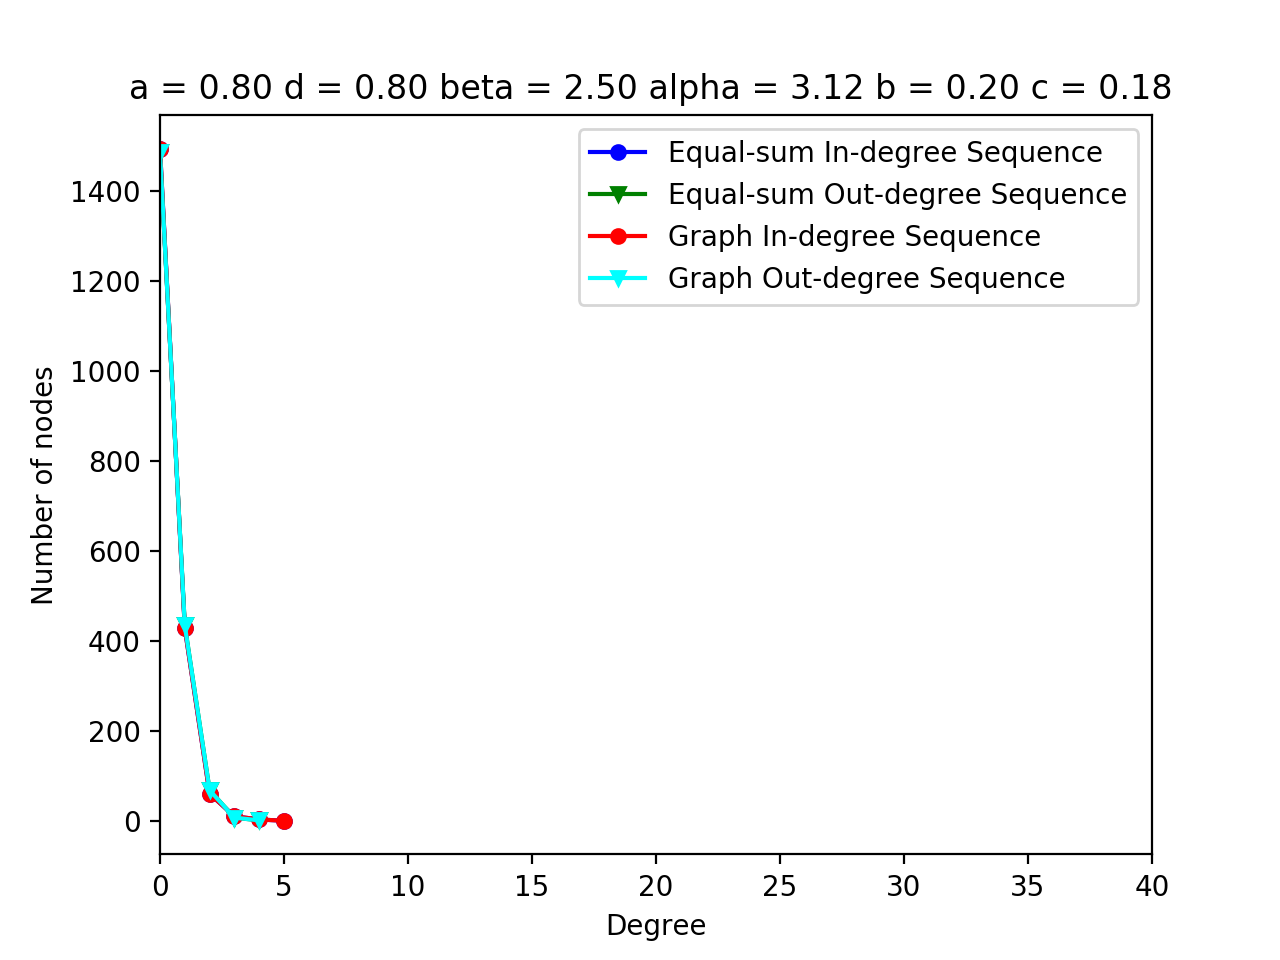 a = 0.80 d = 0.80 beta = 2.50 alpha = 3.12 b = 0.20 c = 0.18
Equal-sum In-degree Sequence
Equal-sum Out-degree Sequence
Graph In-degree Sequence
Graph Out-degree Sequence
Number of nodes
1400
1200
1000
800
600
400
200
0
0 5 10 15 20 25 30 35 40
Degree